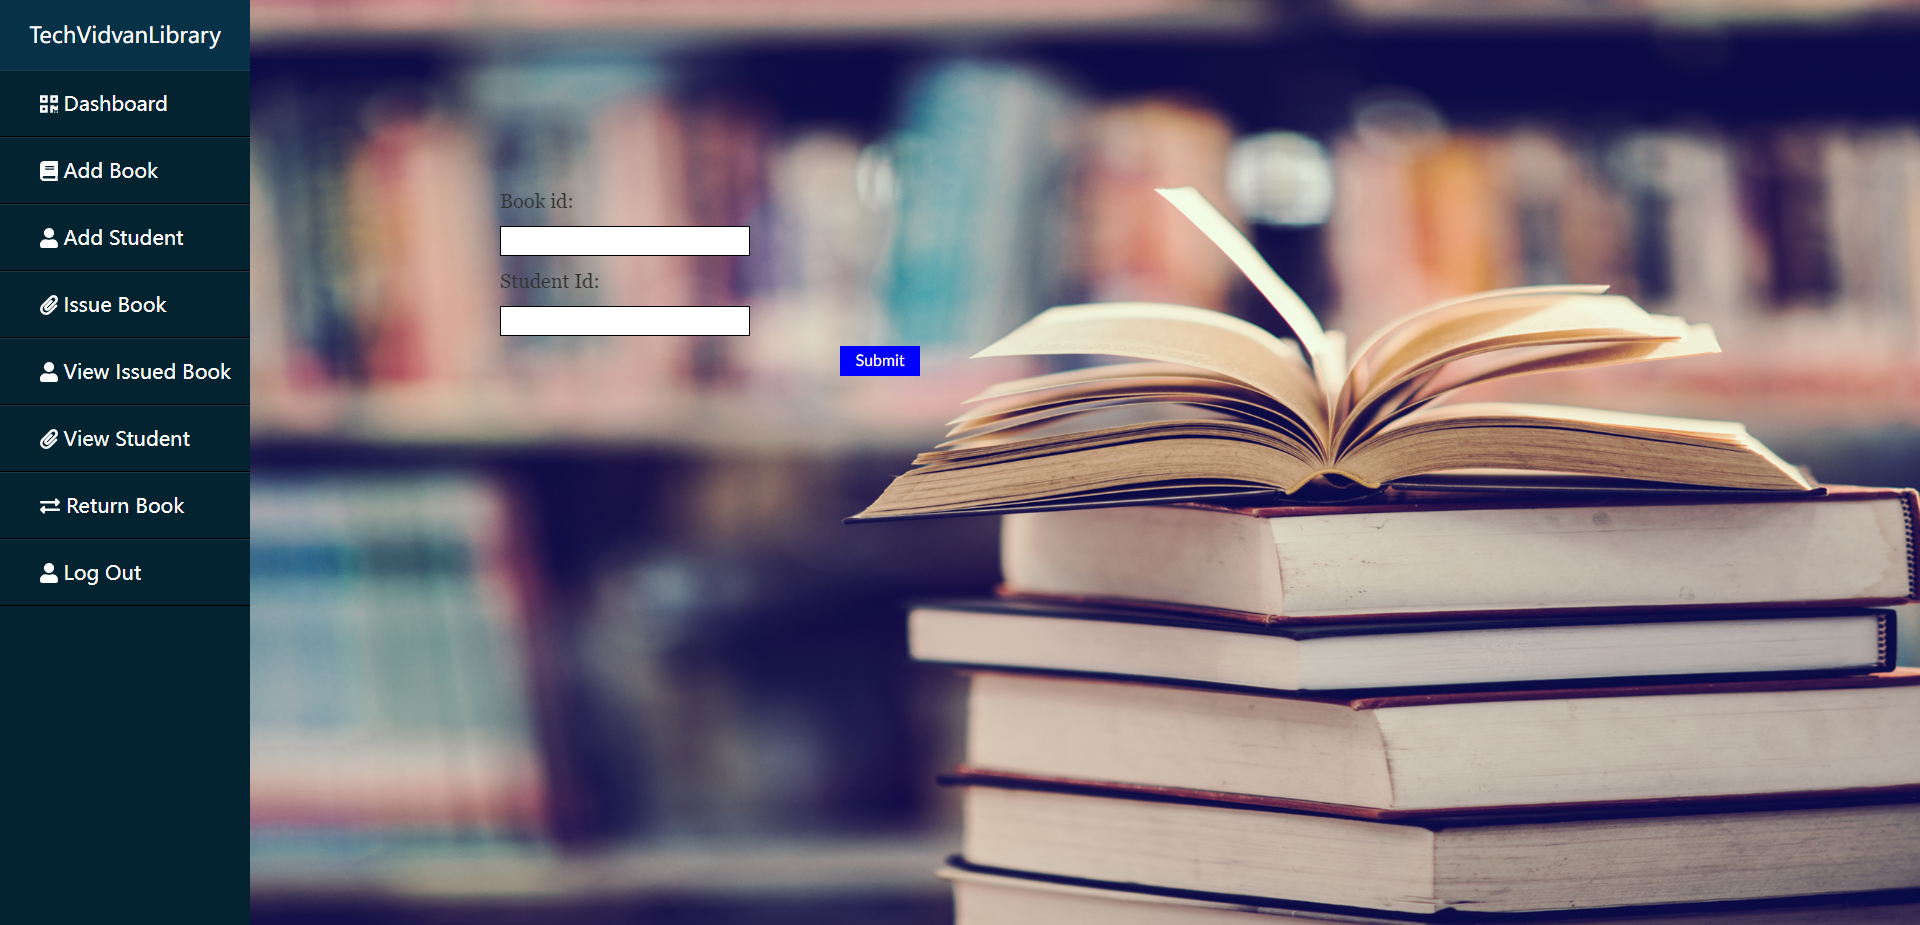 TechVidvanLibrary
Dashboard
Add Book
Add Student
Issue Book
View Issued Book
View Student
Return Book
Log Out
Book id:
Student Id:
Submit